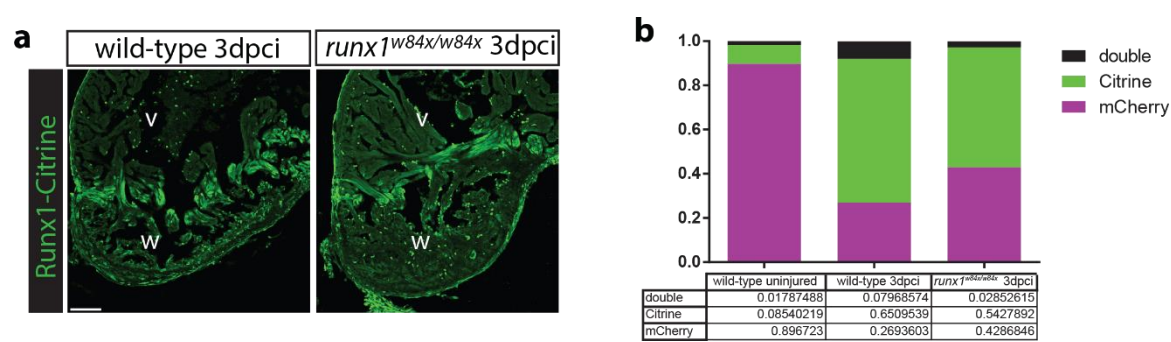 a
wild-type 3dpci
runx1w84x/w84x 3dpci
Runx1-Citrine
V
W
V
W
b
1.0
0.8
0.6
0.4
0.2
0.0
double
Citrine
mCherry
wild-type uninjured wild-type 3dpci runx1w84x/w84x 3dpci
double 0.01787488 0.07968574 0.02852615
Citrine 0.08540219 0.6509539 0.5427892
mCherry 0.896723 0.2693603 0.4286846